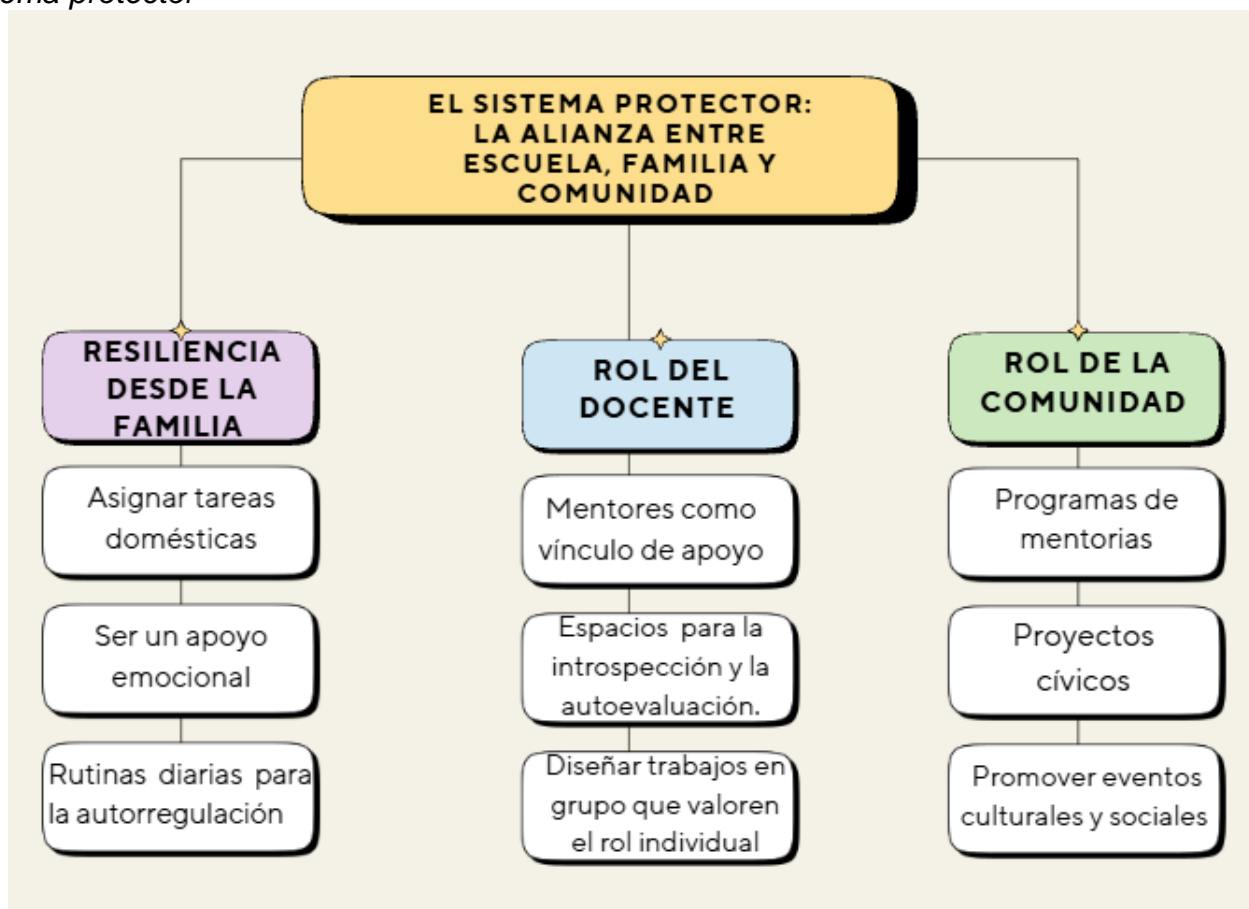 protector
EL SISTEMA PROTECTOR:
LA ALIANZA ENTRE
ESCUELA, FAMILIA Y
COMUNIDAD
RESILIENCIA
DESDE LA
FAMILIA
Asignar tareas
domésticas
Ser un apoyo
emocional
Rutinas diarias para
la autorregulación
ROL DEL
DOCENTE
Mentores como
vínculo de apoyo
Espacios para la
introspección y la
autoevaluación.
Diseñar trabajos en
grupo que valoren
el rol individual
ROL DE LA
COMUNIDAD
Programas de
mentorias
Proyectos
cívicos
Promover eventos
culturales y sociales